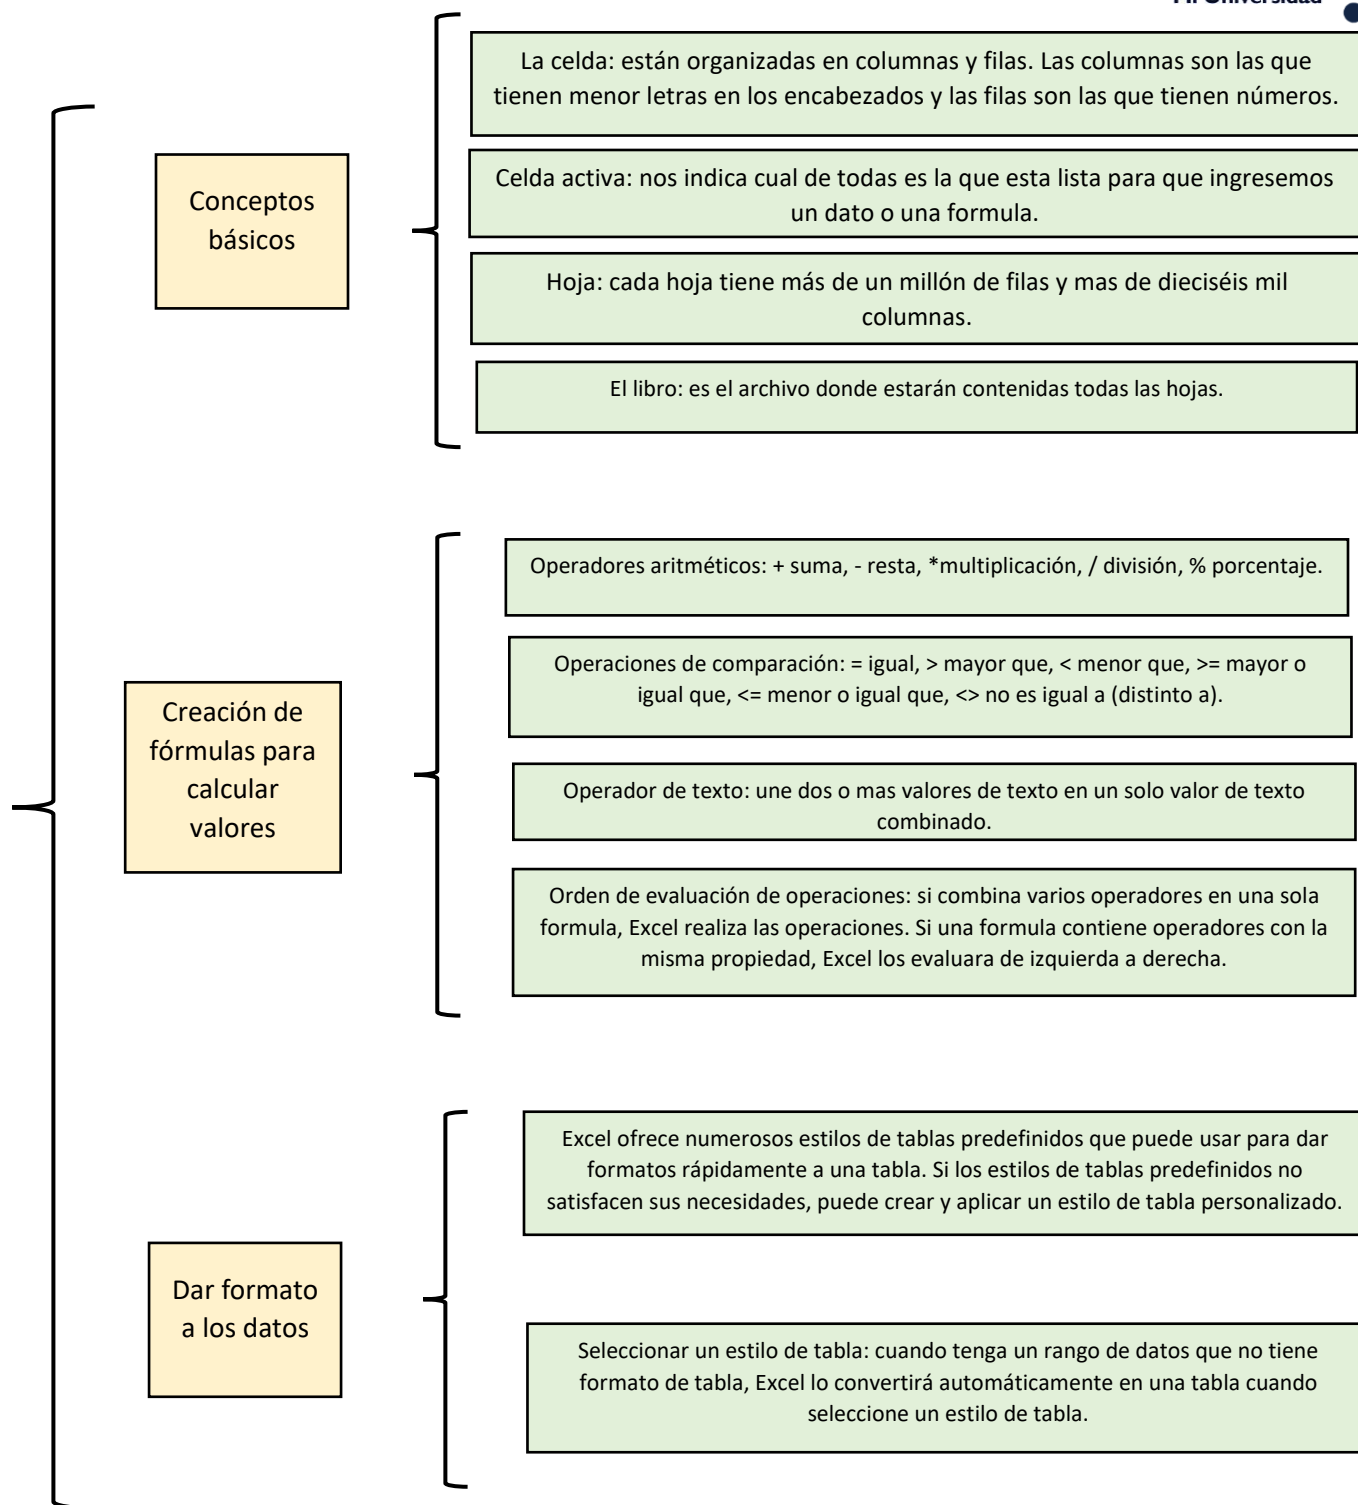 Mi Universidad
La celda: están organizadas en columnas y filas. Las columnas son las que
tienen menor letras en los encabezados y las filas son las que tienen números.
Conceptos
básicos
Celda activa: nos indica cual de todas es la que esta lista para que ingresemos
un dato o una formula.
Hoja: cada hoja tiene más de un millón de filas y mas de dieciséis mil
columnas.
El libro: es el archivo donde estarán contenidas todas las hojas.
Creación de
fórmulas para
calcular
valores
Operadores aritméticos: + suma, - resta, *multiplicación, / división, % porcentaje.
Operaciones de comparación: = igual, > mayor que, < menor que, >= mayor o
igual que, <= menor o igual que, <> no es igual a (distinto a).
Operador de texto: une dos o mas valores de texto en un solo valor de texto
combinado.
Orden de evaluación de operaciones: si combina varios operadores en una sola
formula, Excel realiza las operaciones. Si una formula contiene operadores con la
misma propiedad, Excel los evaluara de izquierda a derecha.
Dar formato
a los datos
Excel ofrece numerosos estilos de tablas predefinidos que puede usar para dar
formatos rápidamente a una tabla. Si los estilos de tablas predefinidos no
satisfacen sus necesidades, puede crear y aplicar un estilo de tabla personalizado.
Seleccionar un estilo de tabla: cuando tenga un rango de datos que no tiene
formato de tabla, Excel lo convertirá automáticamente en una tabla cuando
seleccione un estilo de tabla.